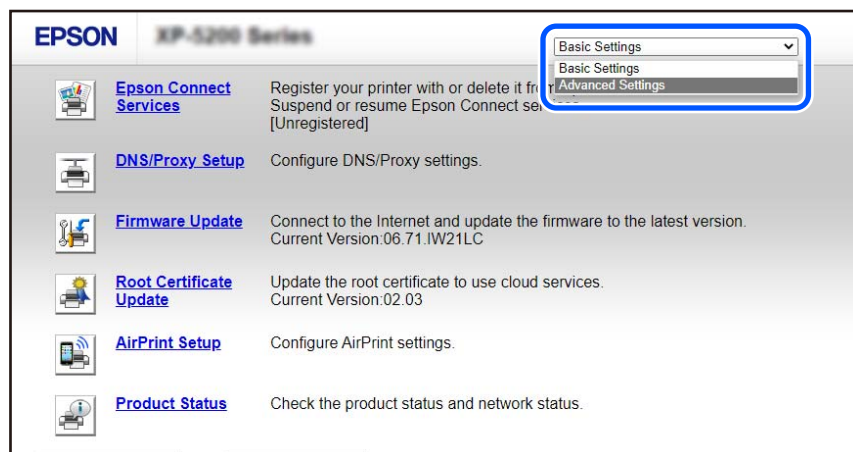 EPSON XP-5200 Series
Basic Settings
Basic Settings
Advanced Settings
Epson Connect
Services
Register your printer with or delete it
Suspend or resume Epson Connect
[Unregistered]
DNS/Proxy Setup
Configure DNS/Proxy settings.
Firmware Update
Connect to the Internet and update the firmware to the latest version.
Current Version:06.71.IW21LC
Root Certificate
Update
Update the root certificate to use cloud services.
Current Version:02.03
AirPrint Setup
Configure AirPrint settings.
Product Status
Check the product status and network status.